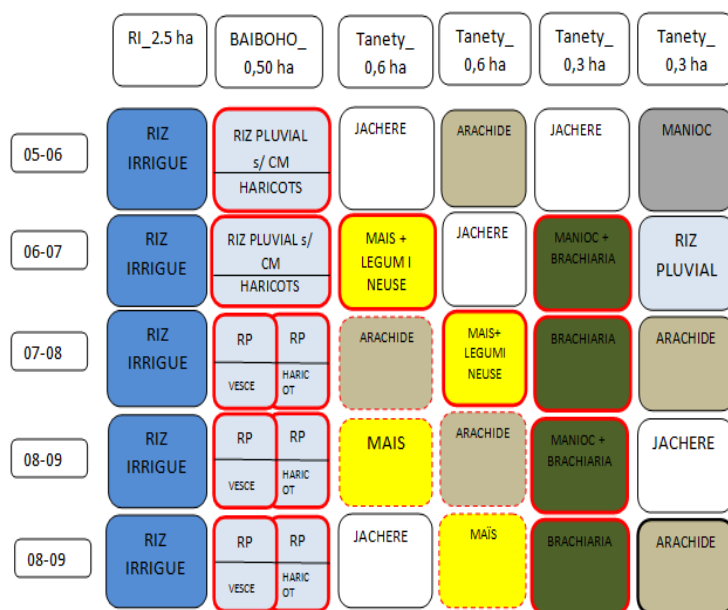 RI_2.5 ha
BAIBOHO_
0,50 ha
Tanety_
0,6 ha
Tanety_
0,6 ha
Tanety_
0,3 ha
Tanety_
0,3 ha
05-06
RIZ
IRRIGUE
RIZ PLUVIAL
s/ CM
HARICOTS
JACHERE
ARACHIDE
JACHERE
MANIOC
06-07
RIZ
IRRIGUE
RIZ PLUVIAL s/
CM
HARICOTS
MAIS +
LEGUM I
NEUSE
JACHERE
MANIOC +
BRACHIARIA
RIZ
PLUVIAL
07-08
RIZ
IRRIGUE
RP
RP
VESCE
HARIC
OT
ARACHIDE
MAIS+
LEGUMI
NEUSE
BRACHIARIA
ARACHIDE
08-09
RIZ
IRRIGUE
RP
RP
VESCE
HARIC
OT
MAIS
ARACHIDE
MANIOC +
BRACHIARIA
JACHERE
08-09
RIZ
IRRIGUE
RP
RP
VESCE
HARIC
OT
JACHERE
MAÏS
BRACHIARIA
ARACHIDE